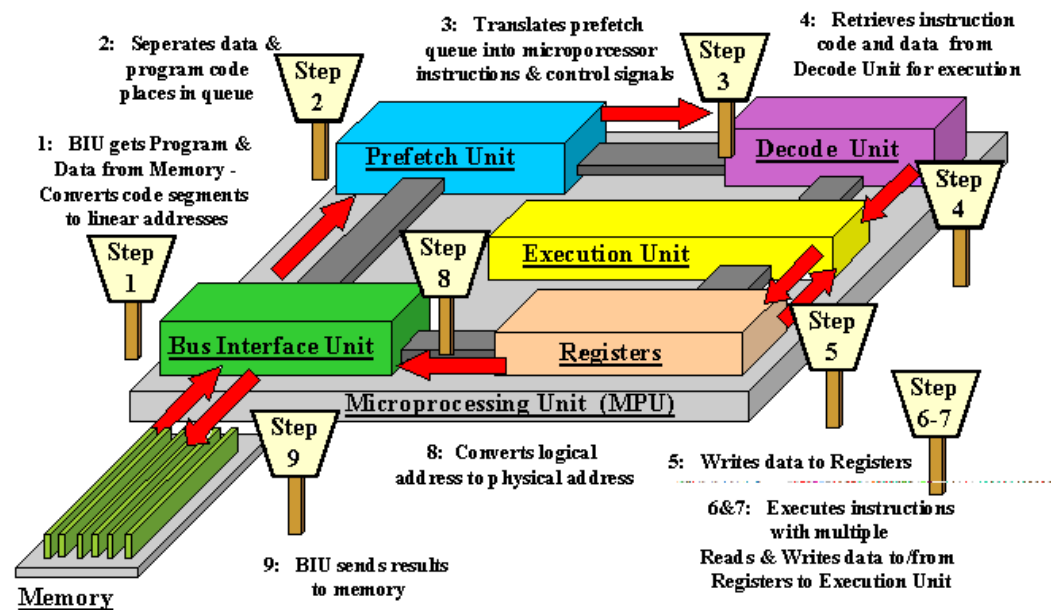 2: Seperates data &
program code
places in queue
Step
2
3: Translates prefetch
queue into microporcessor
instructions & control signals
Step
3
4: Retrieves instruction
code and data from
Decode Unit for execution
1: BIU gets Program &
Data from Memory -
Converts code segments
to linear addresses
Prefetch Unit
Decode Unit
Step
4
Step
1
Execution Unit
Step
8
Bus Interface Unit
Registers
Step
5
Microprocessing Unit (MPU)
Step
6-7
Step
9
8: Converts logical
address to physical address
5: Writes data to Registers
6&7: Executes instructions
with multiple
Reads & Writes data to/from
Registers to Execution Unit
9: BIU sends results
to memory
Memory